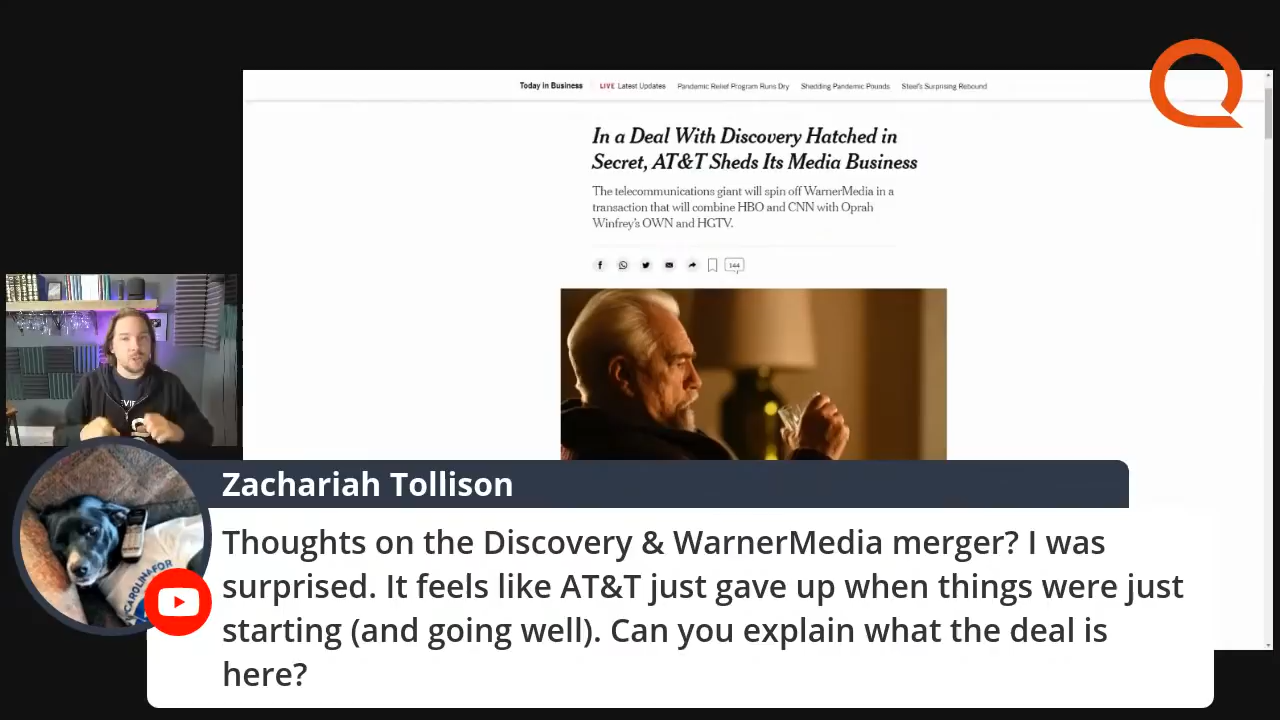 Today in Business LIVE Latest Updates Pandemic Relief Program Runs Dry Shedding Pandemic Pounds Steel's Surprising Rebound
In a Deal With Discovery Hatched in
Secret, AT&T Sheds Its Media Business
The telecommunications giant will spin off WarnerMedia in a
transaction that will combine HBO and CNN with Oprah
Winfrey's OWN and HGTV.
144
Zachariah Tollison
Thoughts on the Discovery & WarnerMedia merger? I was
surprised. It feels like AT&T just gave up when things were just
starting (and going well). Can you explain what the deal is
here?